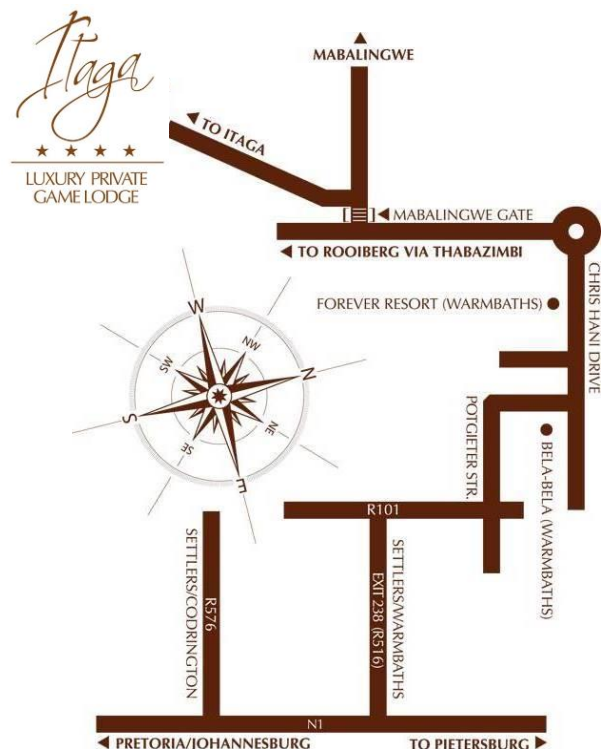 Itaga
★ ★ ★ ★
LUXURY PRIVATE
GAME LODGE
MABALINGWE
TO ITAGA
[ ] MABALINGWE GATE
TO ROOIBERG VIA THABAZIMBI
CHRIS HANI DRIVE
FOREVER RESORT (WARMBATHS)
W
NW
N
NE
E
SE
S
SW
POTGIETER STR.
BELA-BELA (WARMBATHS)
R101
SETTLERS/CODRINGTON
R576
EXIT 238 (R516)
SETTLERS/WARMBATHS
N1
PRETORIA/JOHANNESBURG
TO PIETERSBURG